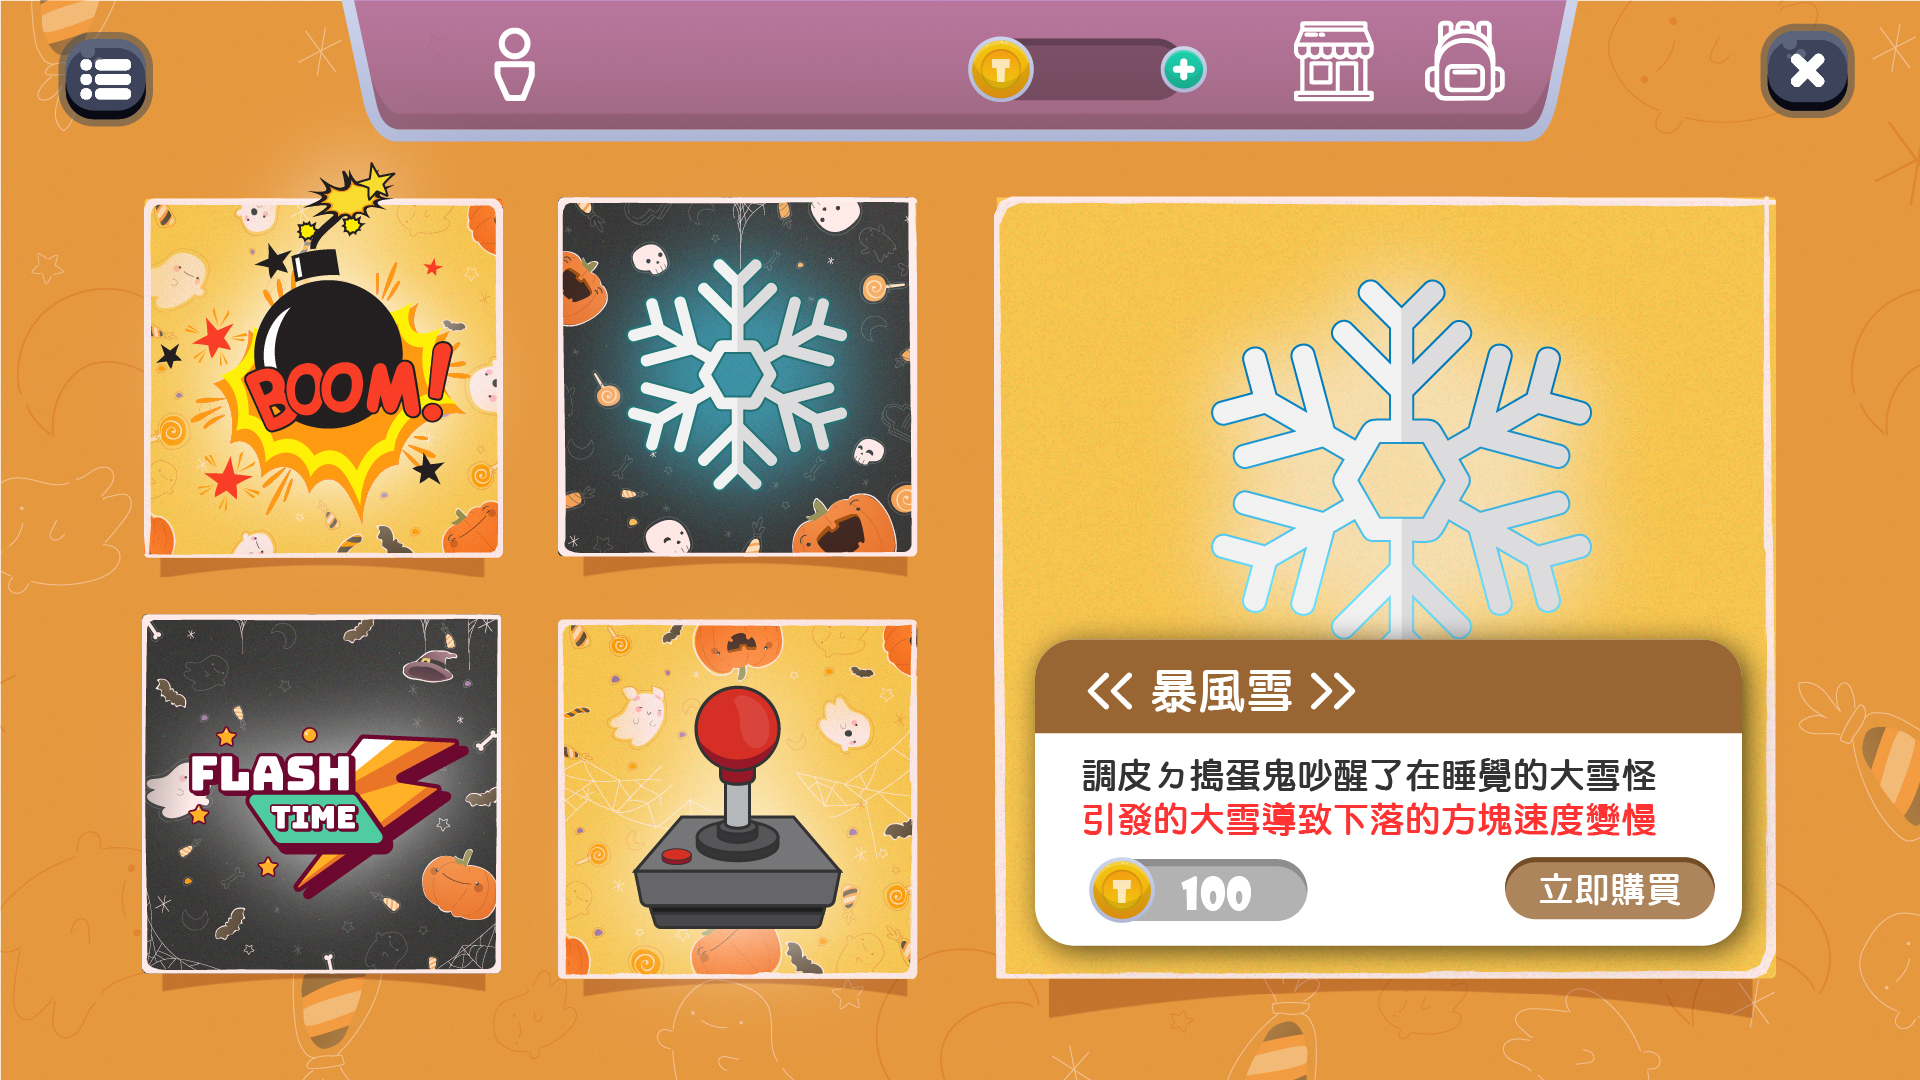 T
BOOM!
FLASH
TIME
<< 暴風雪 >>
調皮ㄉ搗蛋鬼吵醒了在睡覺的大雪怪
引發的大雪導致下落的方塊速度變慢
T
100
立即購買